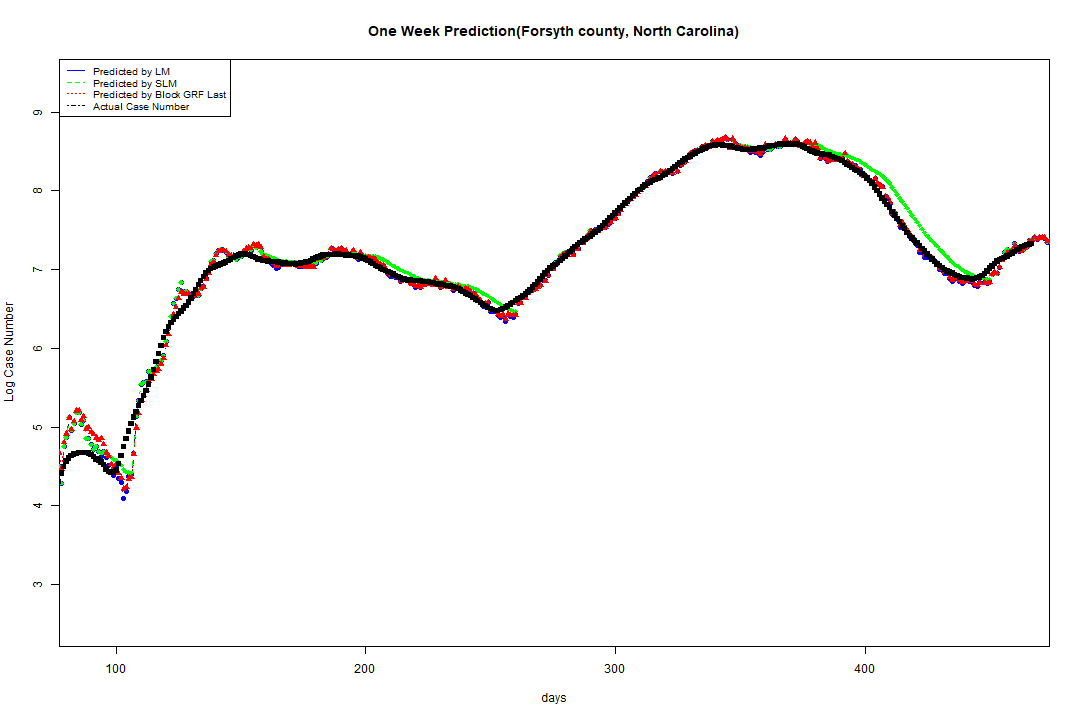 One Week Prediction(Forsyth county, North Carolina)
Predicted by LM
Predicted by SLM
Predicted by Block GRF Last
Actual Case Number
9
8
7
6
5
4
3
Log Case Number
100 200 300 400
days